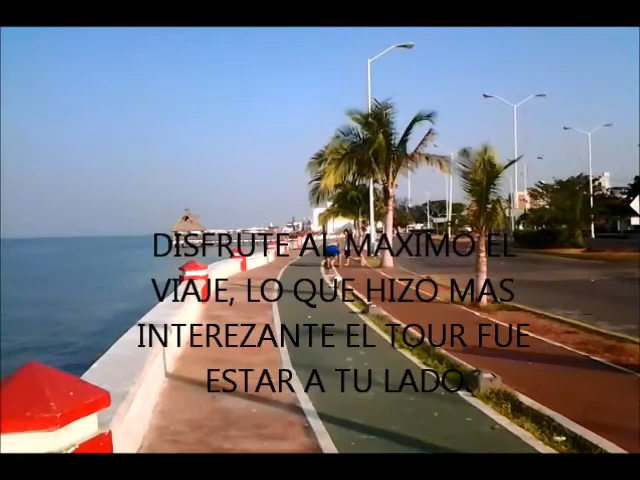 DISFRUTE AL MAXIMO EL
VIAJE, LO QUE HIZO MAS
INTEREZANTE EL TOUR FUE
ESTAR A TU LADO.